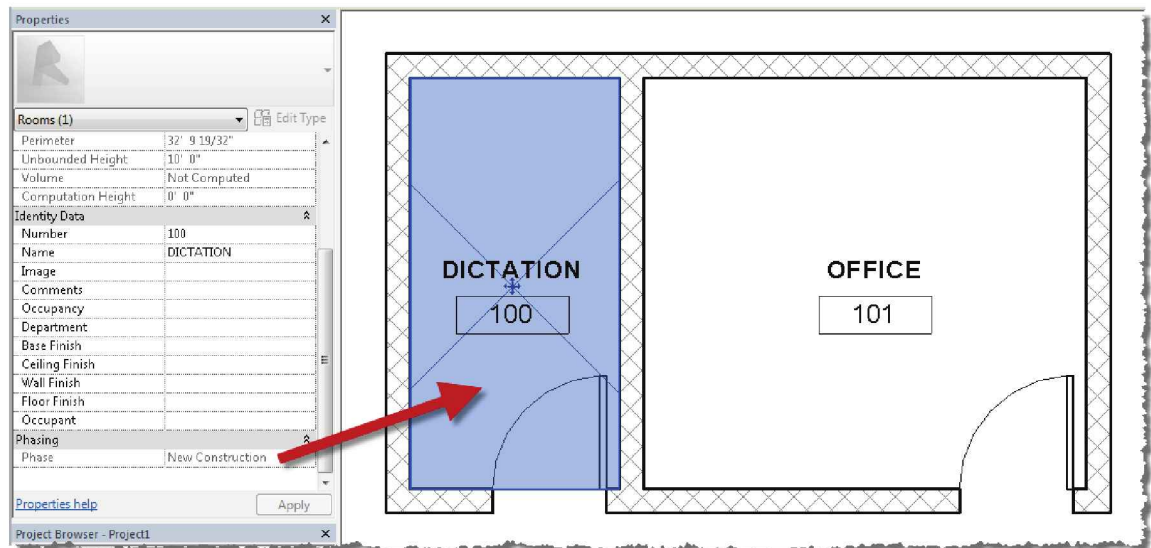 Properties
Rooms (1) Edit Type
Perimeter 32' 9 19/32"
Unbounded Height 10' 0"
Volume Not Computed
Computation Height 0' 0"
Identity Data
Number 100
Name DICTATION
Image
Comments
Occupancy
Department
Base Finish
Ceiling Finish
Wall Finish
Floor Finish
Occupant
Phasing
Phase New Construction
Properties help Apply
Project Browser - Project1
DICTATION
100
OFFICE
101